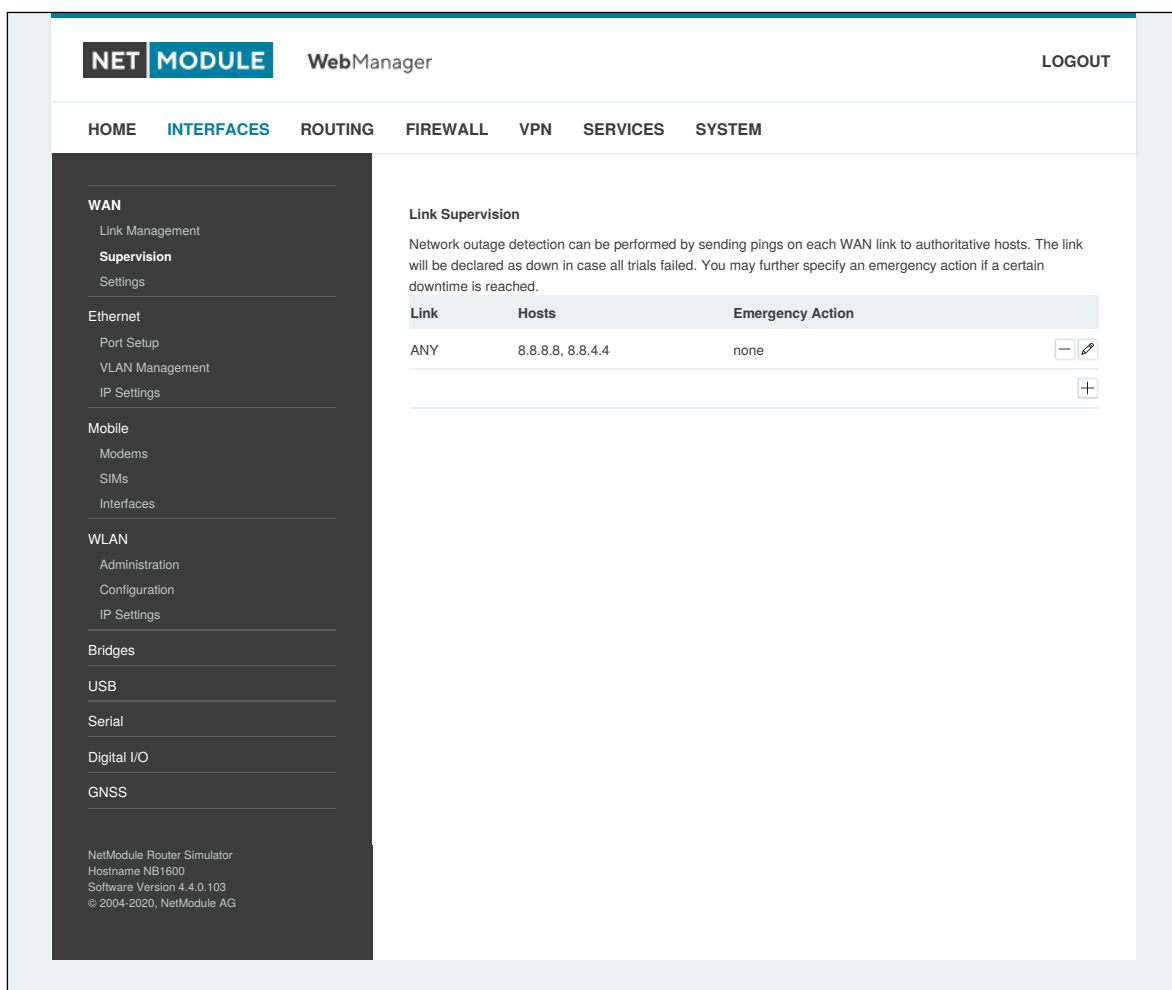 NET MODULE WebManager LOGOUT
HOME INTERFACES ROUTING FIREWALL VPN SERVICES SYSTEM
WAN
Link Management
Supervision
Settings
Ethernet
Port Setup
VLAN Management
IP Settings
Mobile
Modems
SIMs
Interfaces
WLAN
Administration
Configuration
IP Settings
Bridges
USB
Serial
Digital I/O
GNSS
NetModule Router Simulator
Hostname NB1600
Software Version 4.4.0.103
© 2004-2020, NetModule AG
Link Supervision
Network outage detection can be performed by sending pings on each WAN link to authoritative hosts. The link
will be declared as down in case all trials failed. You may further specify an emergency action if a certain
downtime is reached.
Link Hosts Emergency Action
ANY 8.8.8.8, 8.8.4.4 none